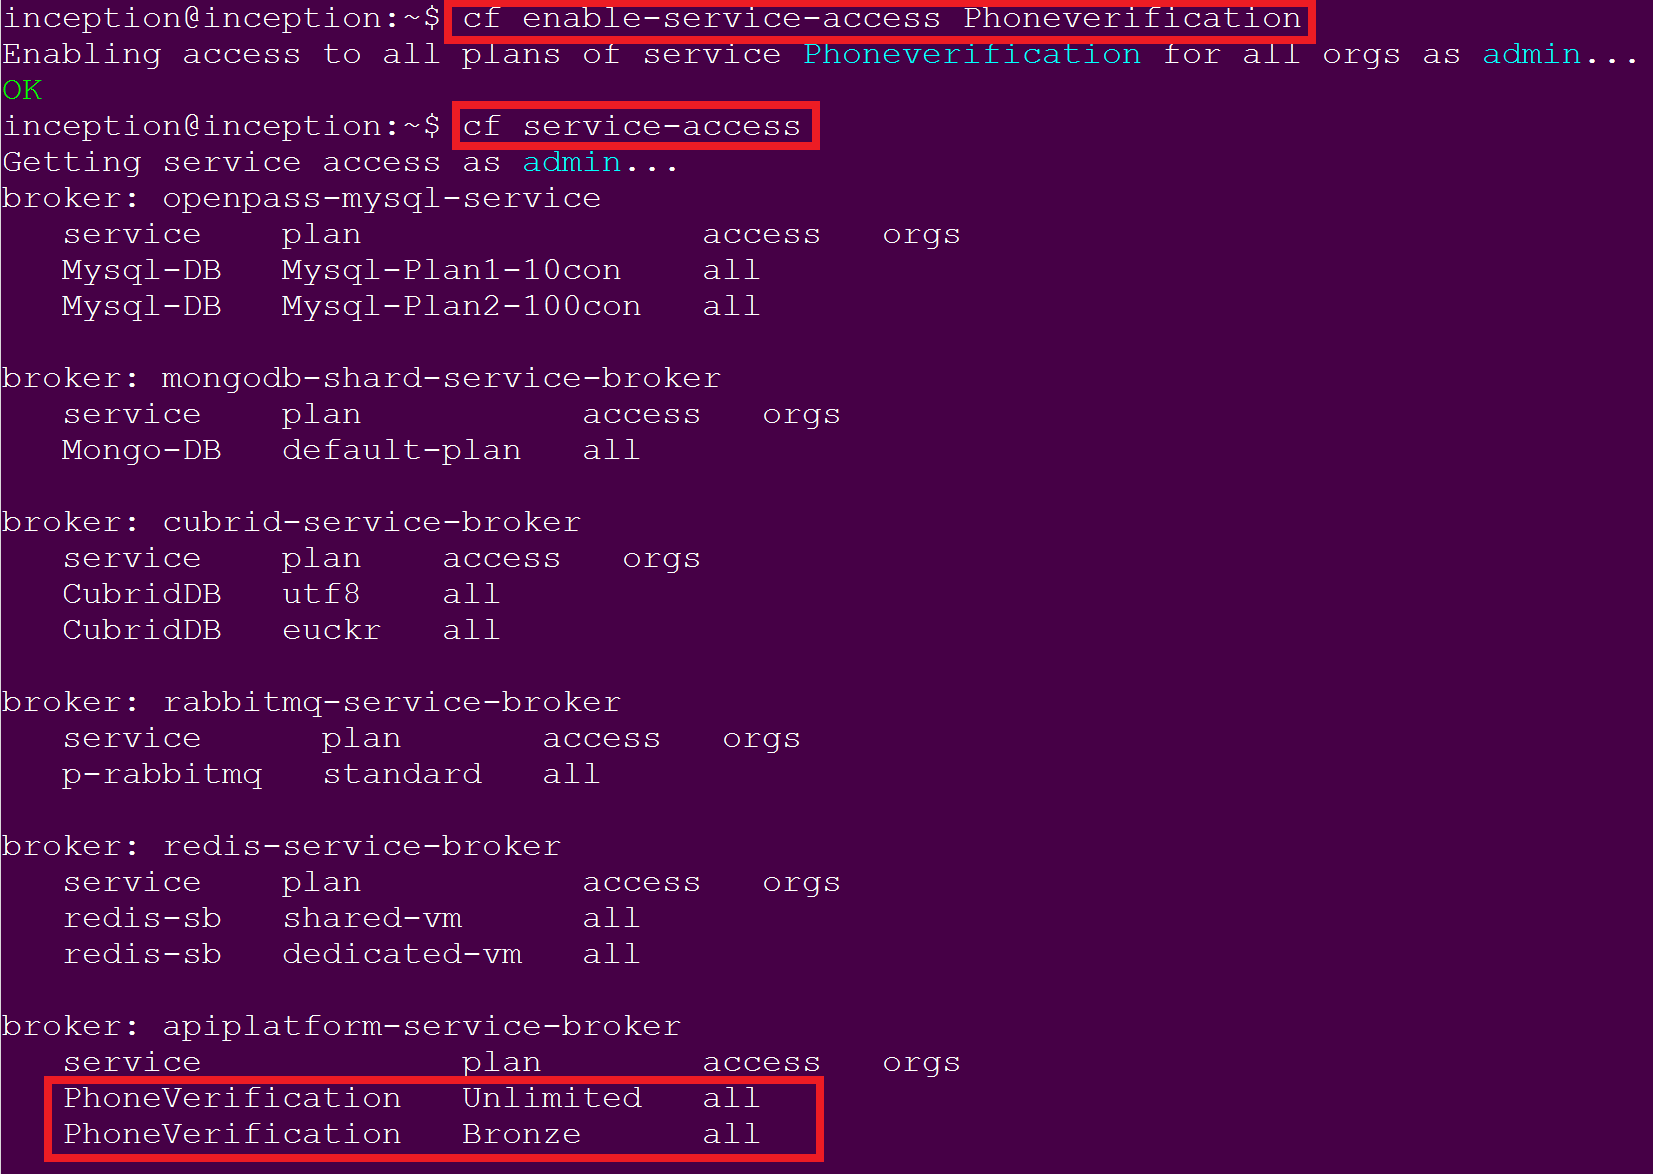 inception@inception:~$ cf enable-service-access Phoneverification
Enabling access to all plans of service Phoneverification for all orgs as admin...
OK
inception@inception:~$ cf service-access
Getting service access as admin...
broker: openpass-mysql-service
   service    plan                 access   orgs
   Mysql-DB   Mysql-Plan1-10con    all
   Mysql-DB   Mysql-Plan2-100con   all

broker: mongodb-shard-service-broker
   service    plan           access   orgs
   Mongo-DB   default-plan   all

broker: cubrid-service-broker
   service    plan    access   orgs
   CubridDB   utf8    all
   CubridDB   euckr   all

broker: rabbitmq-service-broker
   service      plan       access   orgs
   p-rabbitmq   standard   all

broker: redis-service-broker
   service    plan           access   orgs
   redis-sb   shared-vm      all
   redis-sb   dedicated-vm   all

broker: apiplatform-service-broker
   service             plan        access   orgs
   PhoneVerification   Unlimited   all
   PhoneVerification   Bronze      all